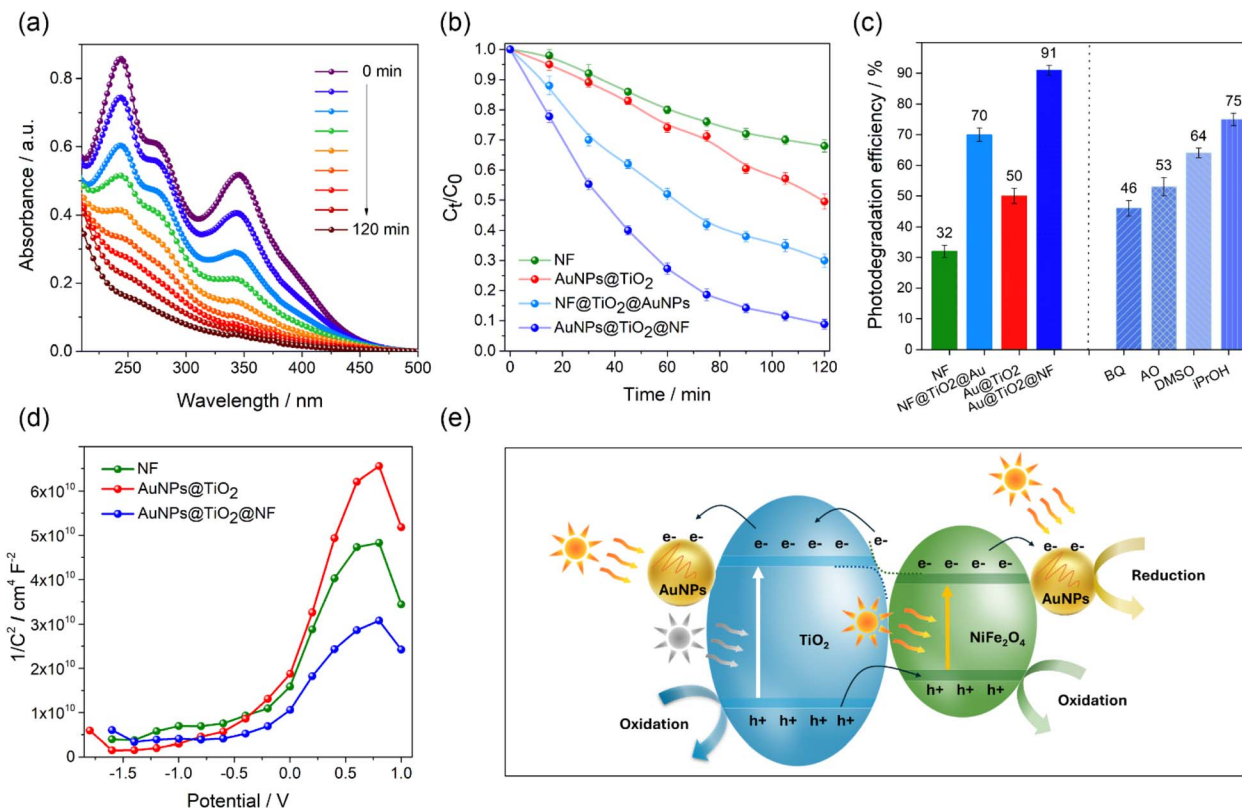 (a)
0.8
0.6
0.4
0.2
0.0
Absorbance / a.u.
0 min
120 min
250
300
350
400
450
500
Wavelength / nm
(b)
1.0
0.9
0.8
0.7
0.6
0.5
0.4
0.3
0.2
0.1
0.0
Cₜ/C₀
NF
AuNPs@TiO₂
NF@TiO₂@AuNPs
AuNPs@TiO₂@NF
0
20
40
60
80
100
120
Time / min
(c)
Photodegradation efficiency / %
90
70
50
30
10
32
70
50
91
46
53
64
75
NF
NF@TiO2@Au
Au@TiO2
Au@TiO2@NF
BQ
AO
DMSO
iPrOH
(d)
1/C² / cm⁴ F⁻²
6x10¹⁰
5x10¹⁰
4x10¹⁰
3x10¹⁰
2x10¹⁰
1x10¹⁰
0
NF
AuNPs@TiO₂
AuNPs@TiO₂@NF
-1.5
-1.0
-0.5
0.0
0.5
1.0
Potential / V
(e)
e- e-
AuNPs
e- e- e- e-
e-
TiO₂
h+ h+ h+ h+
Oxidation
e- e- e- e-
NiFe₂O₄
h+ h+ h+
e- e-
AuNPs
Reduction
Oxidation